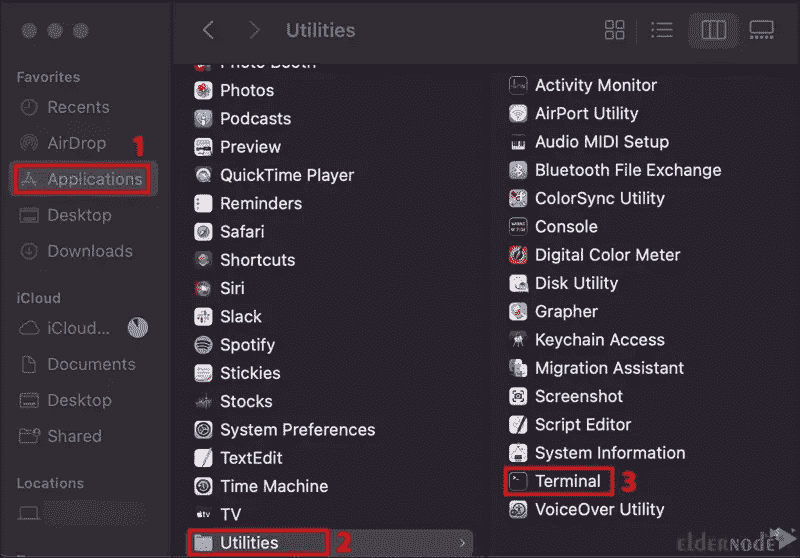 Utilities
Favorites
Recents
AirDrop
1
Applications
Desktop
Downloads
iCloud
iCloud...
Documents
Desktop
Shared
Locations
Photo Booth
Photos
Podcasts
Preview
QuickTime Player
Reminders
Safari
Shortcuts
Siri
Slack
Spotify
Stickies
Stocks
System Preferences
TextEdit
Time Machine
TV
Utilities 2
Activity Monitor
AirPort Utility
Audio MIDI Setup
Bluetooth File Exchange
ColorSync Utility
Console
Digital Color Meter
Disk Utility
Grapher
Keychain Access
Migration Assistant
Screenshot
Script Editor
System Information
Terminal 3
VoiceOver Utility
ELDERNODE